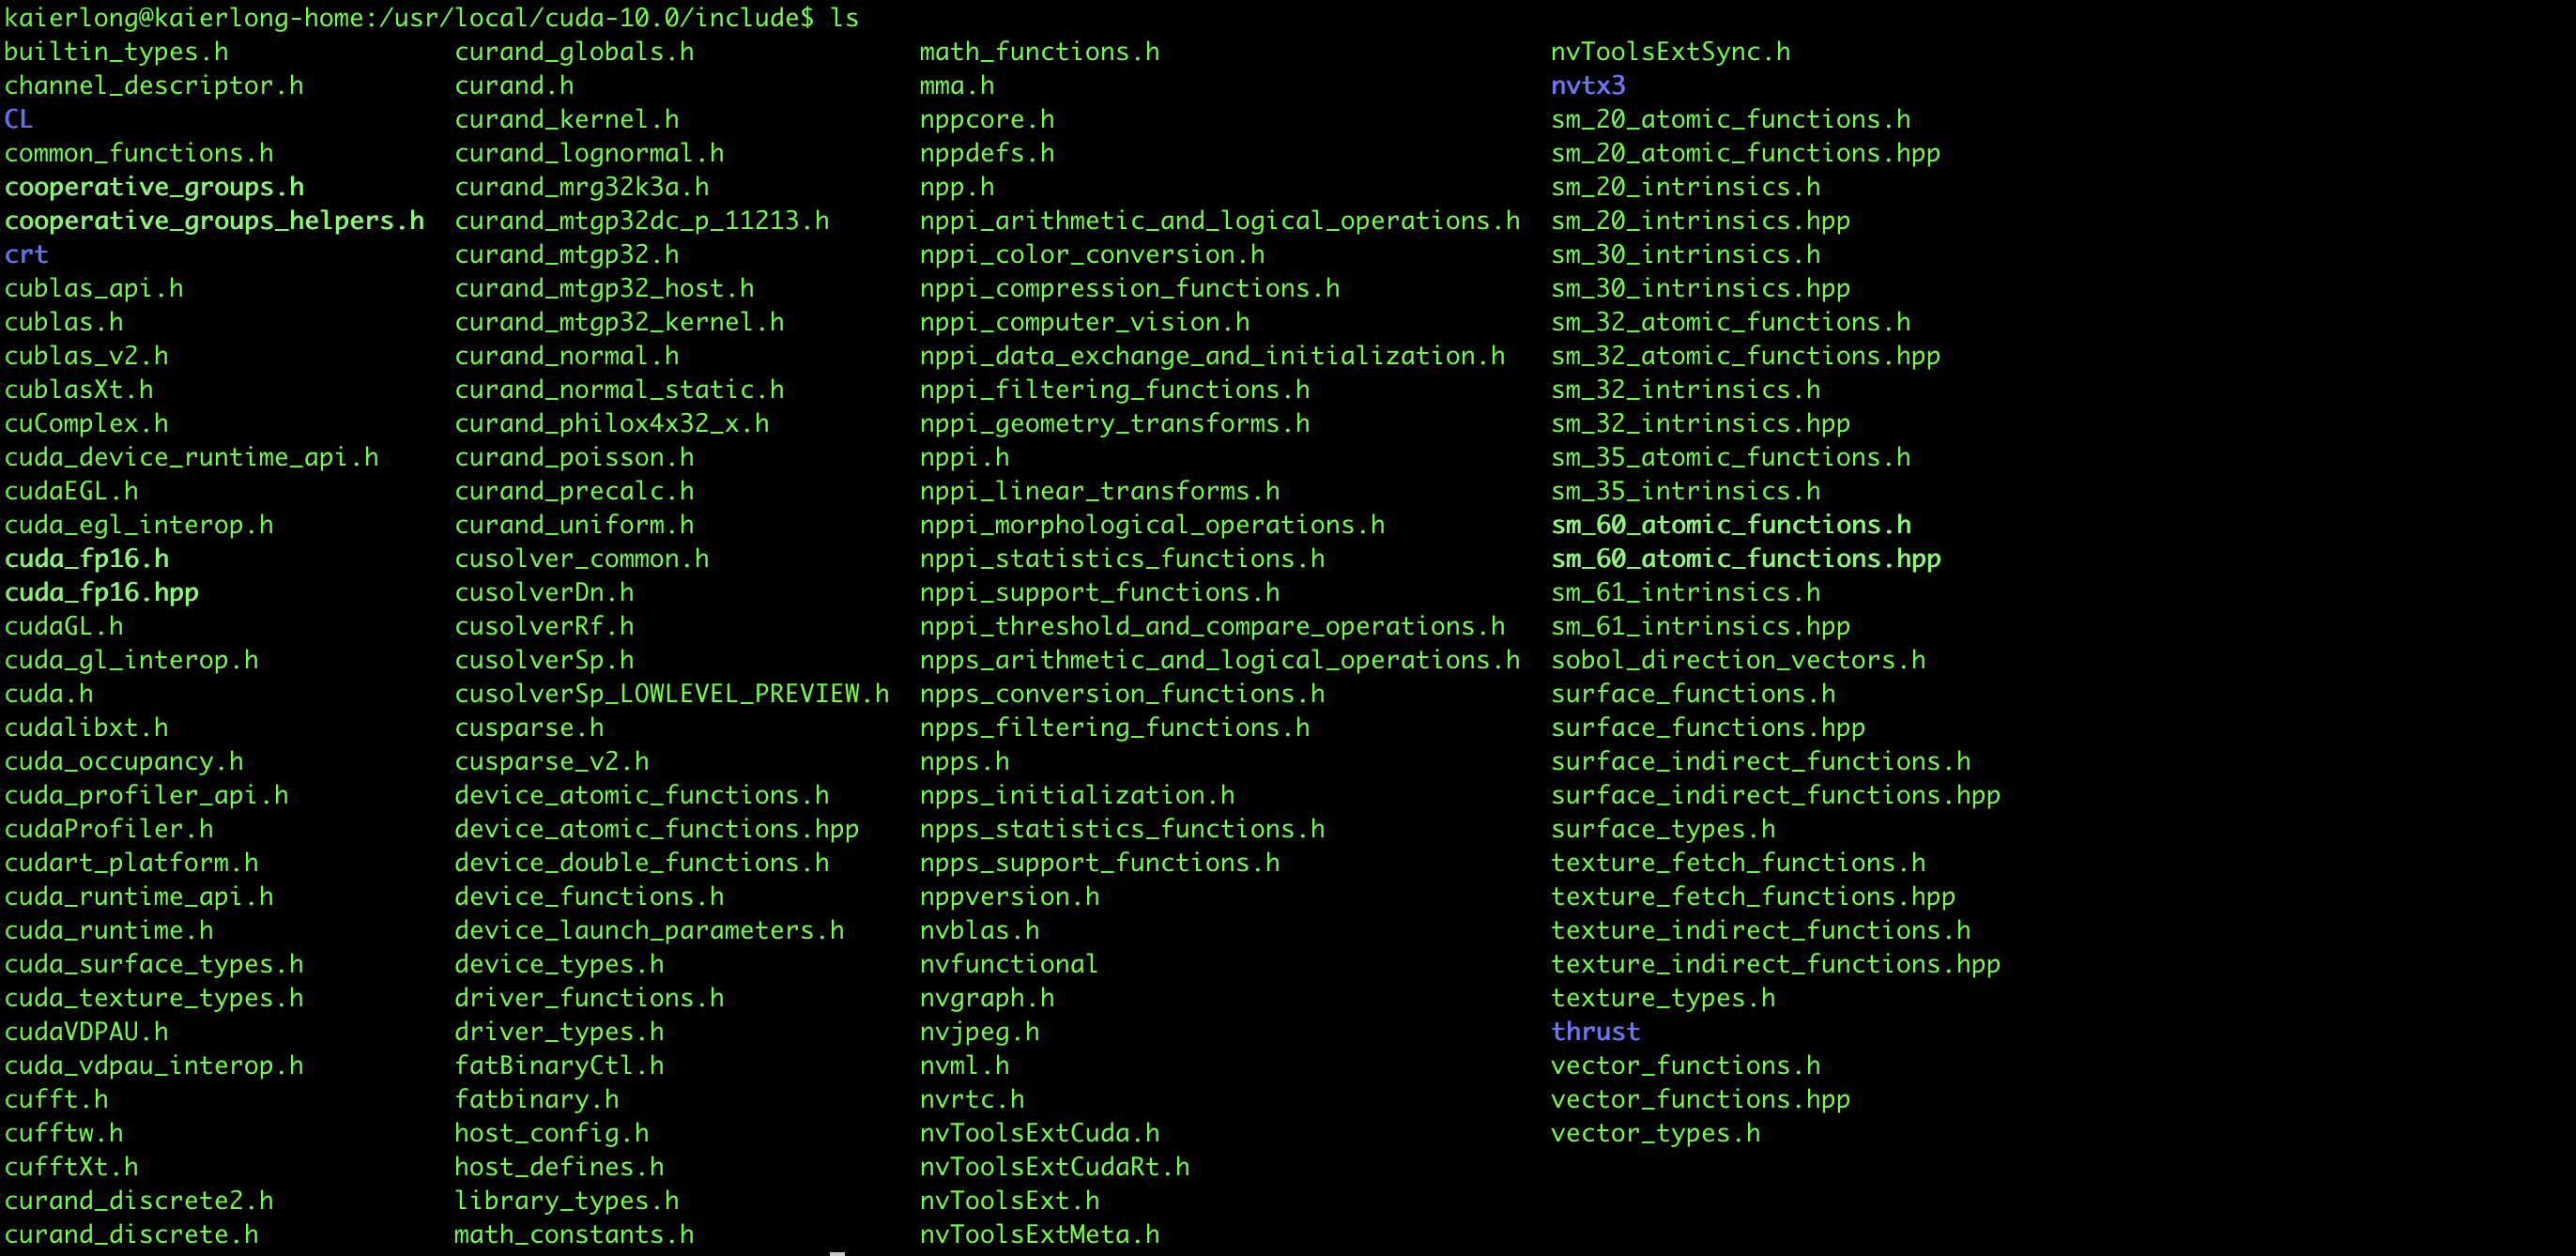 kaierlong@kaierlong-home:/usr/local/cuda-10.0/include$ ls
builtin_types.h curand_globals.h math_functions.h nvToolsExtSync.h
channel_descriptor.h curand.h mma.h nvtx3
CL curand_kernel.h nppcore.h sm_20_atomic_functions.h
common_functions.h curand_lognormal.h nppdefs.h sm_20_atomic_functions.hpp
cooperative_groups.h curand_mrg32k3a.h npp.h sm_20_intrinsics.h
cooperative_groups_helpers.h curand_mtgp32dc_p_11213.h nppi_arithmetic_and_logical_operations.h sm_20_intrinsics.hpp
crt curand_mtgp32.h nppi_color_conversion.h sm_30_intrinsics.h
cublas_api.h curand_mtgp32_host.h nppi_compression_functions.h sm_30_intrinsics.hpp
cublas.h curand_mtgp32_kernel.h nppi_computer_vision.h sm_32_atomic_functions.h
cublas_v2.h curand_normal.h nppi_data_exchange_and_initialization.h sm_32_atomic_functions.hpp
cublasXt.h curand_normal_static.h nppi_filtering_functions.h sm_32_intrinsics.h
cuComplex.h curand_philox4x32_x.h nppi_geometry_transforms.h sm_32_intrinsics.hpp
cuda_device_runtime_api.h curand_poisson.h nppi.h sm_35_atomic_functions.h
cudaEGL.h curand_precalc.h nppi_linear_transforms.h sm_35_intrinsics.h
cuda_egl_interop.h curand_uniform.h nppi_morphological_operations.h sm_60_atomic_functions.h
cuda_fp16.h cusolver_common.h nppi_statistics_functions.h sm_60_atomic_functions.hpp
cuda_fp16.hpp cusolverDn.h nppi_support_functions.h sm_61_intrinsics.h
cudaGL.h cusolverRf.h nppi_threshold_and_compare_operations.h sm_61_intrinsics.hpp
cuda_gl_interop.h cusolverSp.h npps_arithmetic_and_logical_operations.h sobol_direction_vectors.h
cuda.h cusolverSp_LOWLEVEL_PREVIEW.h npps_conversion_functions.h surface_functions.h
cudalibxt.h cusparse.h npps_filtering_functions.h surface_functions.hpp
cuda_occupancy.h cusparse_v2.h npps.h surface_indirect_functions.h
cuda_profiler_api.h device_atomic_functions.h npps_initialization.h surface_indirect_functions.hpp
cudaProfiler.h device_atomic_functions.hpp npps_statistics_functions.h surface_types.h
cudart_platform.h device_double_functions.h npps_support_functions.h texture_fetch_functions.h
cuda_runtime_api.h device_functions.h nppversion.h texture_fetch_functions.hpp
cuda_runtime.h device_launch_parameters.h nvblas.h texture_indirect_functions.h
cuda_surface_types.h device_types.h nvfunctional texture_indirect_functions.hpp
cuda_texture_types.h driver_functions.h nvgraph.h texture_types.h
cudaVDPAU.h driver_types.h nvjpeg.h thrust
cuda_vdpau_interop.h fatBinaryCtl.h nvml.h vector_functions.h
cufft.h fatbinary.h nvrtc.h vector_functions.hpp
cufftw.h host_config.h nvToolsExtCuda.h vector_types.h
cufftXt.h host_defines.h nvToolsExtCudaRt.h
curand_discrete2.h library_types.h nvToolsExt.h
curand_discrete.h math_constants.h nvToolsExtMeta.h